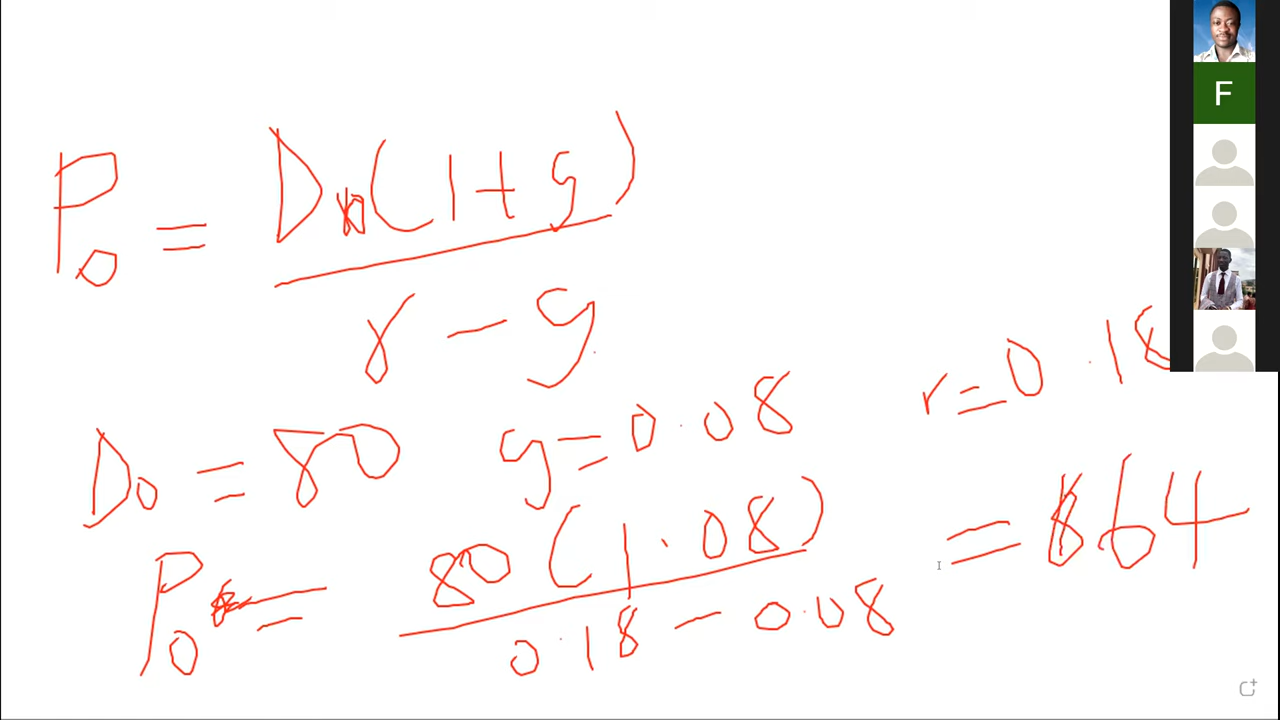 P0 = D0(1+g)
r - g
D0 = 80 g=0.08 r=0.18
P0 = 80(1.08) = 864
0.18 - 0.08
F